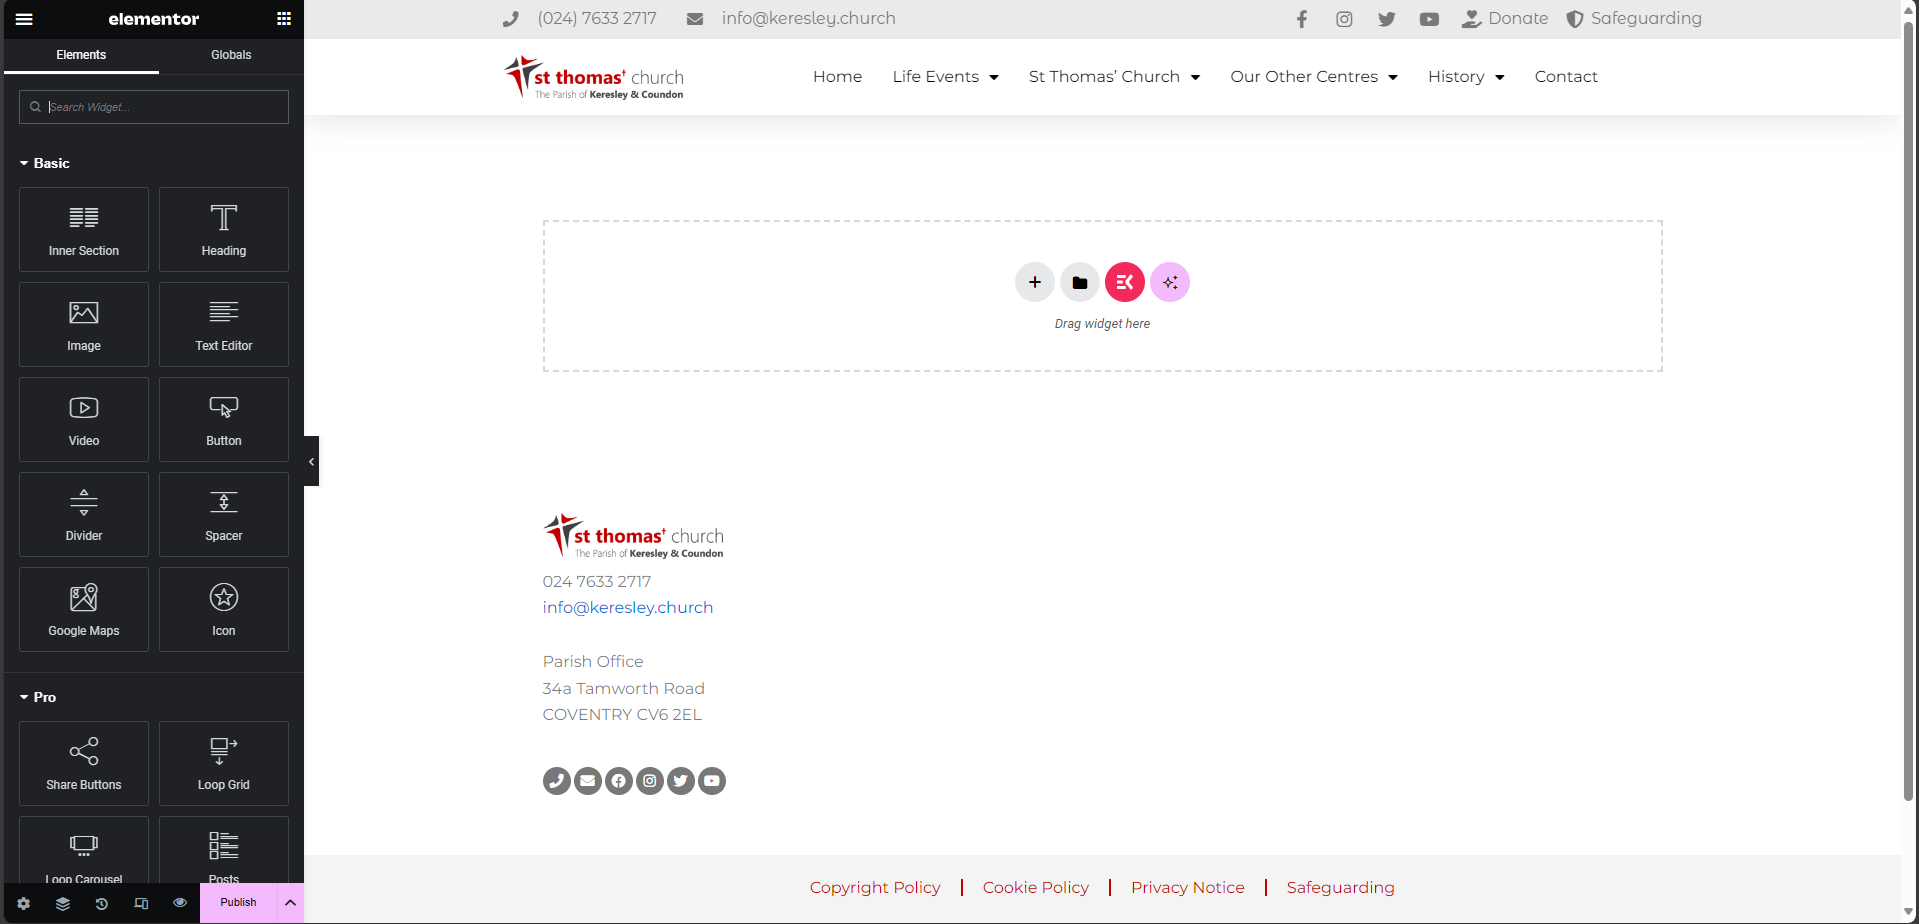 elementor
Elements
Globals
Search Widget...
Basic
Inner Section
Heading
Image
Text Editor
Video
Button
Divider
Spacer
Google Maps
Icon
Pro
Share Buttons
Loop Grid
Loop Carousel
Posts
Publish
(024) 7633 2717
info@keresley.church
Donate
Safeguarding
st thomas† church
The Parish of Keresley & Coundon
Home
Life Events
St Thomas’ Church
Our Other Centres
History
Contact
Drag widget here
st thomas† church
The Parish of Keresley & Coundon
024 7633 2717
info@keresley.church
Parish Office
34a Tamworth Road
COVENTRY CV6 2EL
Copyright Policy
Cookie Policy
Privacy Notice
Safeguarding